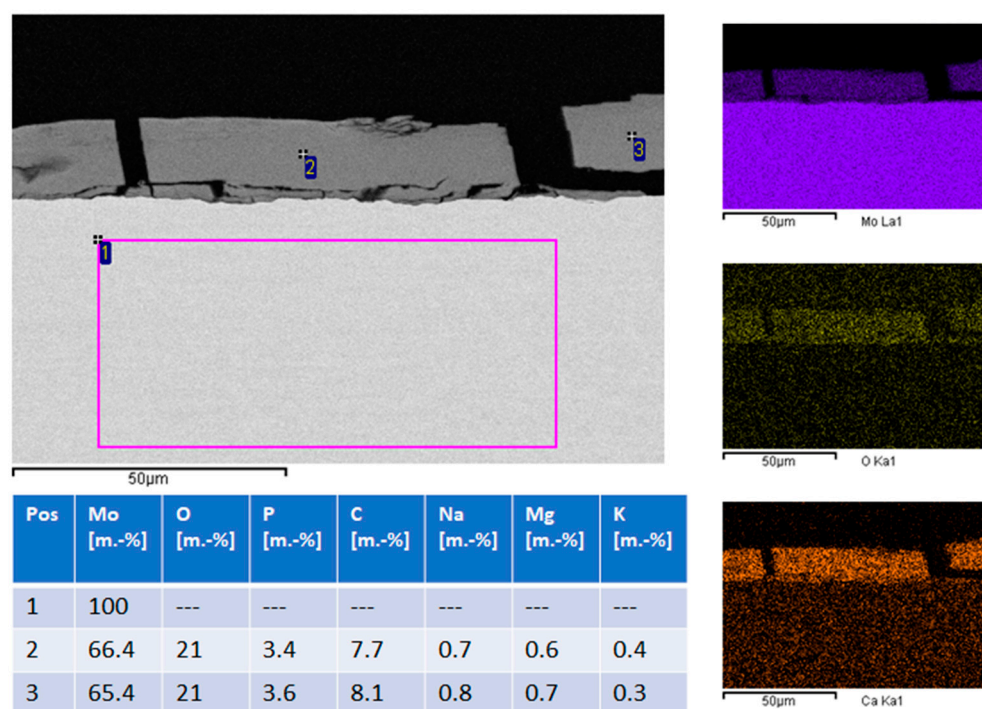 2
3
1
50µm
Pos Mo [m.-%] O [m.-%] P [m.-%] C [m.-%] Na [m.-%] Mg [m.-%] K [m.-%]
1 100 --- --- --- --- --- ---
2 66.4 21 3.4 7.7 0.7 0.6 0.4
3 65.4 21 3.6 8.1 0.8 0.7 0.3
50µm Mo La1
50µm O Ka1
50µm Ca Ka1